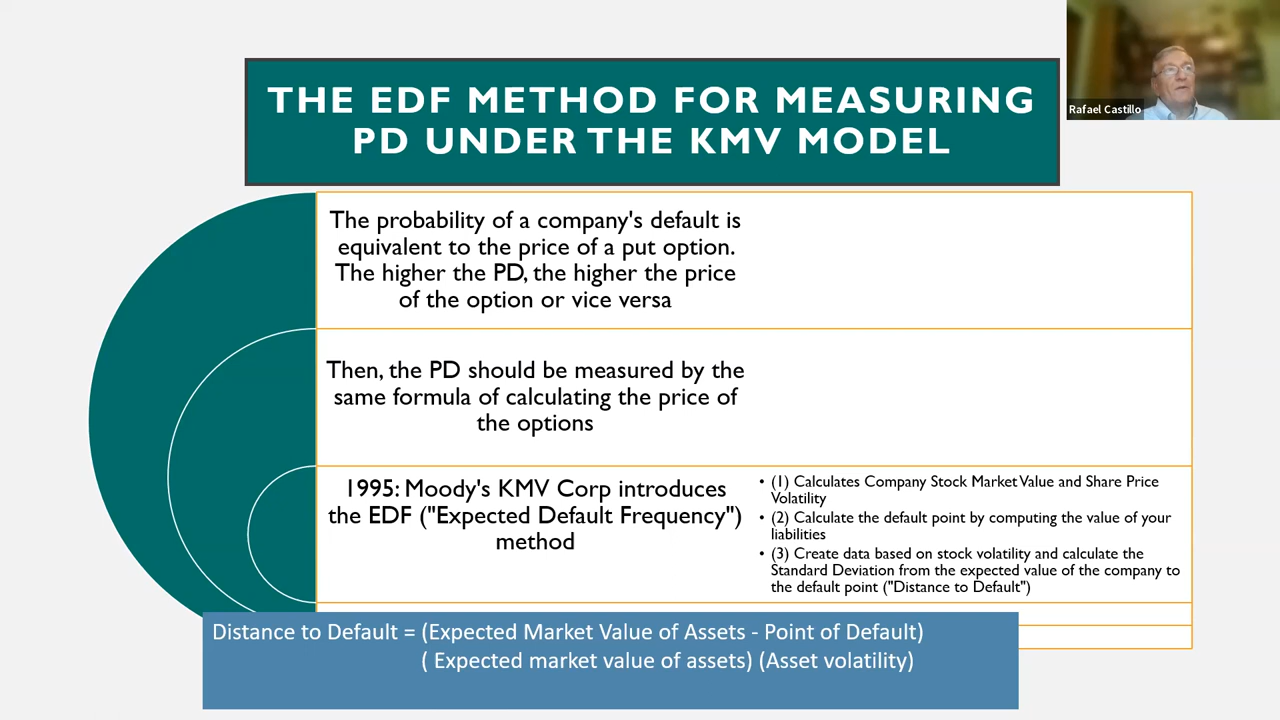 THE EDF METHOD FOR MEASURING
PD UNDER THE KMV MODEL
Rafael Castillo
The probability of a company's default is
equivalent to the price of a put option.
The higher the PD, the higher the price
of the option or vice versa
Then, the PD should be measured by the
same formula of calculating the price of
the options
1995: Moody's KMV Corp introduces
the EDF ("Expected Default Frequency")
method
• (1) Calculates Company Stock Market Value and Share Price
Volatility
• (2) Calculate the default point by computing the value of your
liabilities
• (3) Create data based on stock volatility and calculate the
Standard Deviation from the expected value of the company to
the default point ("Distance to Default")
Distance to Default = (Expected Market Value of Assets - Point of Default)
( Expected market value of assets) (Asset volatility)